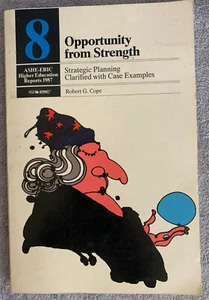 8
ASHE-ERIC
Higher Education
Reports 1987
Opportunity
from Strength
Strategic Planning
Clarified with Case Examples
Robert G. Cope